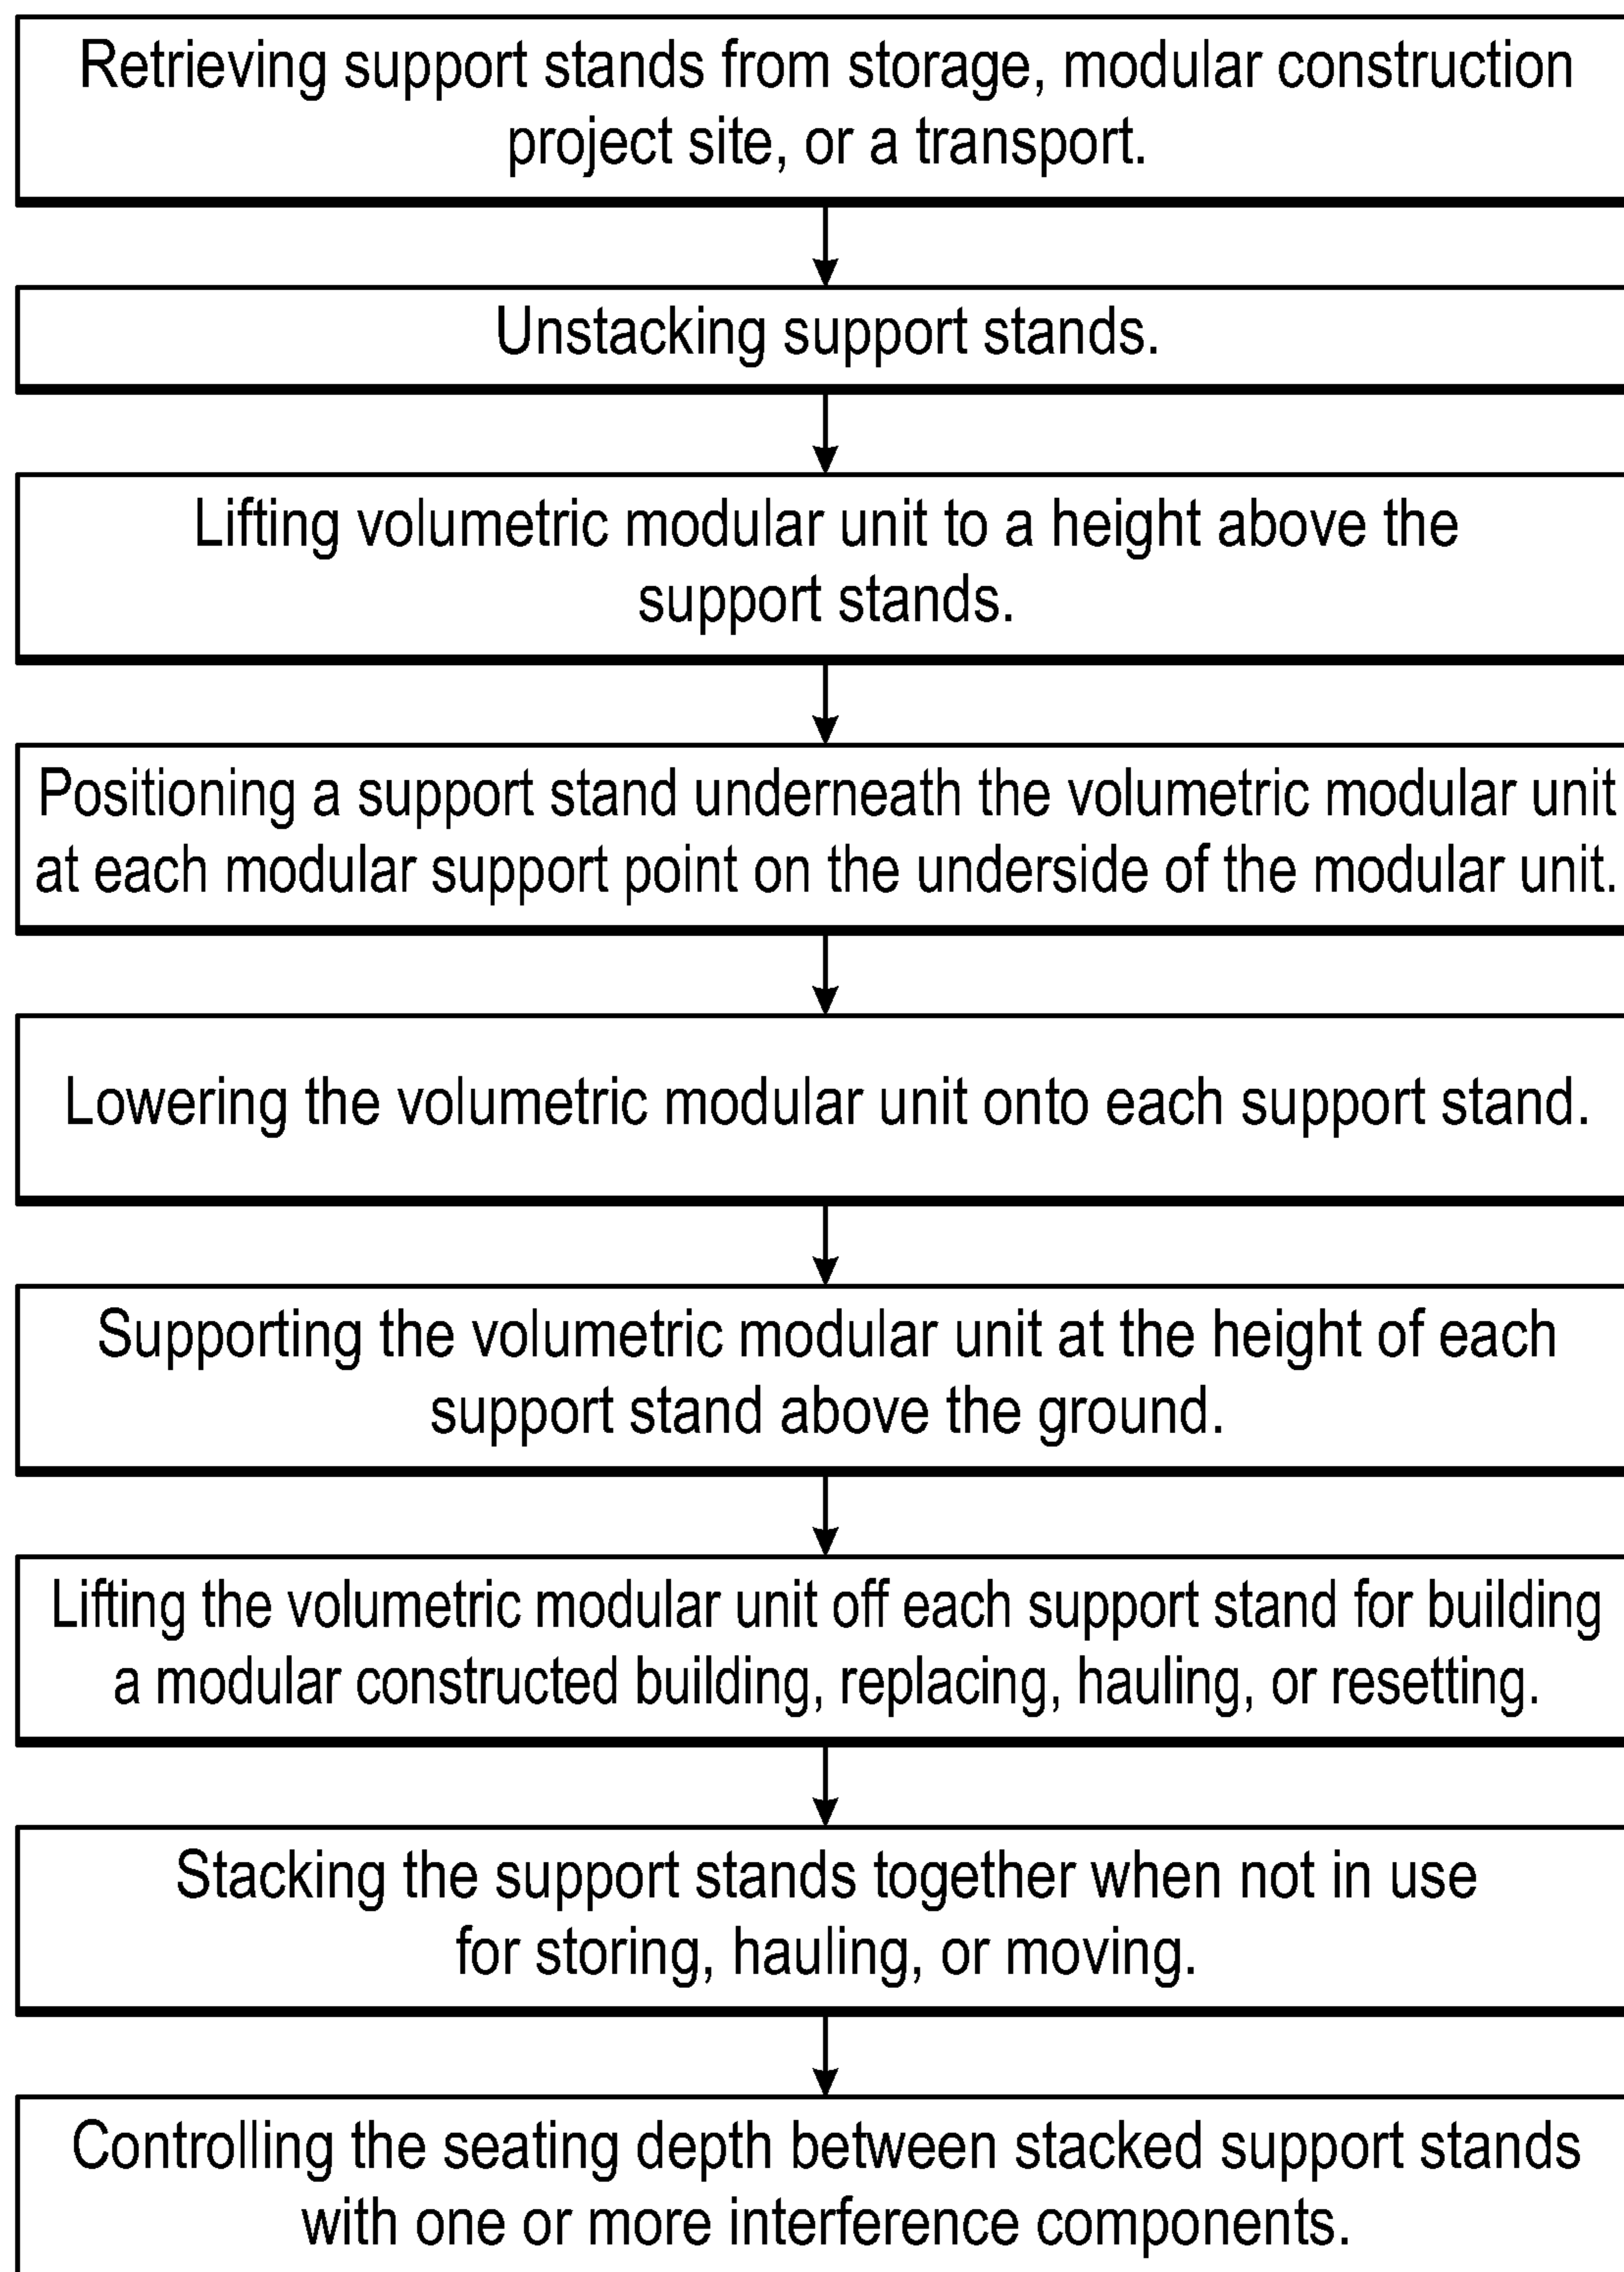 Retrieving support stands from storage, modular construction
project site, or a transport.
Unstacking support stands.
Lifting volumetric modular unit to a height above the
support stands.
Positioning a support stand underneath the volumetric modular unit
at each modular support point on the underside of the modular unit.
Lowering the volumetric modular unit onto each support stand.
Supporting the volumetric modular unit at the height of each
support stand above the ground.
Lifting the volumetric modular unit off each support stand for building
a modular constructed building, replacing, hauling, or resetting.
Stacking the support stands together when not in use
for storing, hauling, or moving.
Controlling the seating depth between stacked support stands
with one or more interference components.